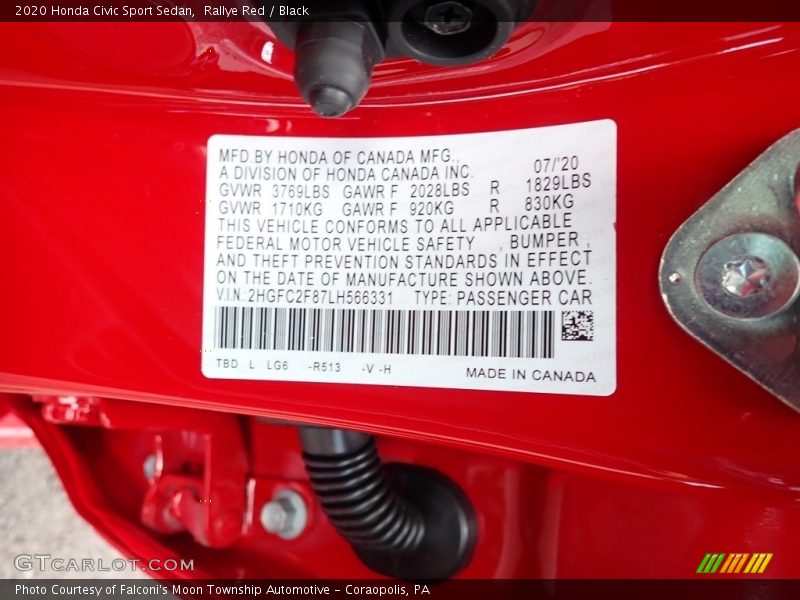 2020 Honda Civic Sport Sedan, Rallye Red / Black
MFD.BY HONDA OF CANADA MFG.,
A DIVISION OF HONDA CANADA INC. 07/'20
GVWR 3769LBS GAWR F 2028LBS R 1829LBS
GVWR 1710KG GAWR F 920KG R 830KG
THIS VEHICLE CONFORMS TO ALL APPLICABLE
FEDERAL MOTOR VEHICLE SAFETY , BUMPER ,
AND THEFT PREVENTION STANDARDS IN EFFECT
ON THE DATE OF MANUFACTURE SHOWN ABOVE.
V.I.N:2HGFC2F87LH566331 TYPE: PASSENGER CAR
TBD L LG6 -R513 -V -H
MADE IN CANADA
GTCARLOT.COM
Photo Courtesy of Falconi's Moon Township Automotive - Coraopolis, PA